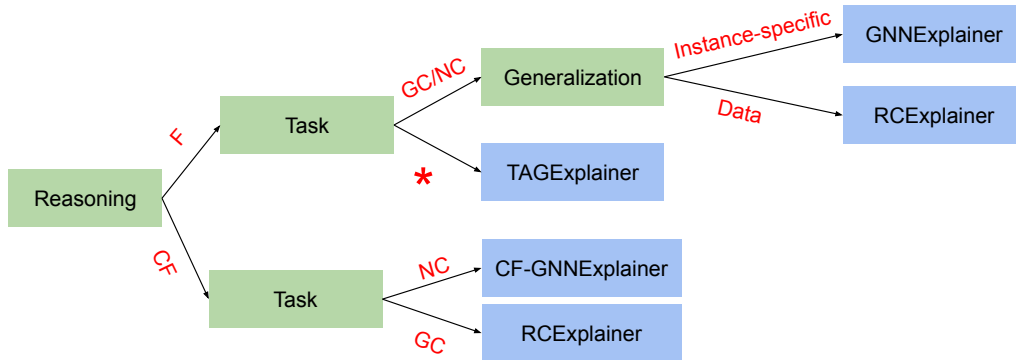 Reasoning
F
CF
Task
GC/NC
*
Generalization
Instance-specific
Data
GNNExplainer
RCExplainer
TAGExplainer
Task
NC
GC
CF-GNNExplainer
RCExplainer